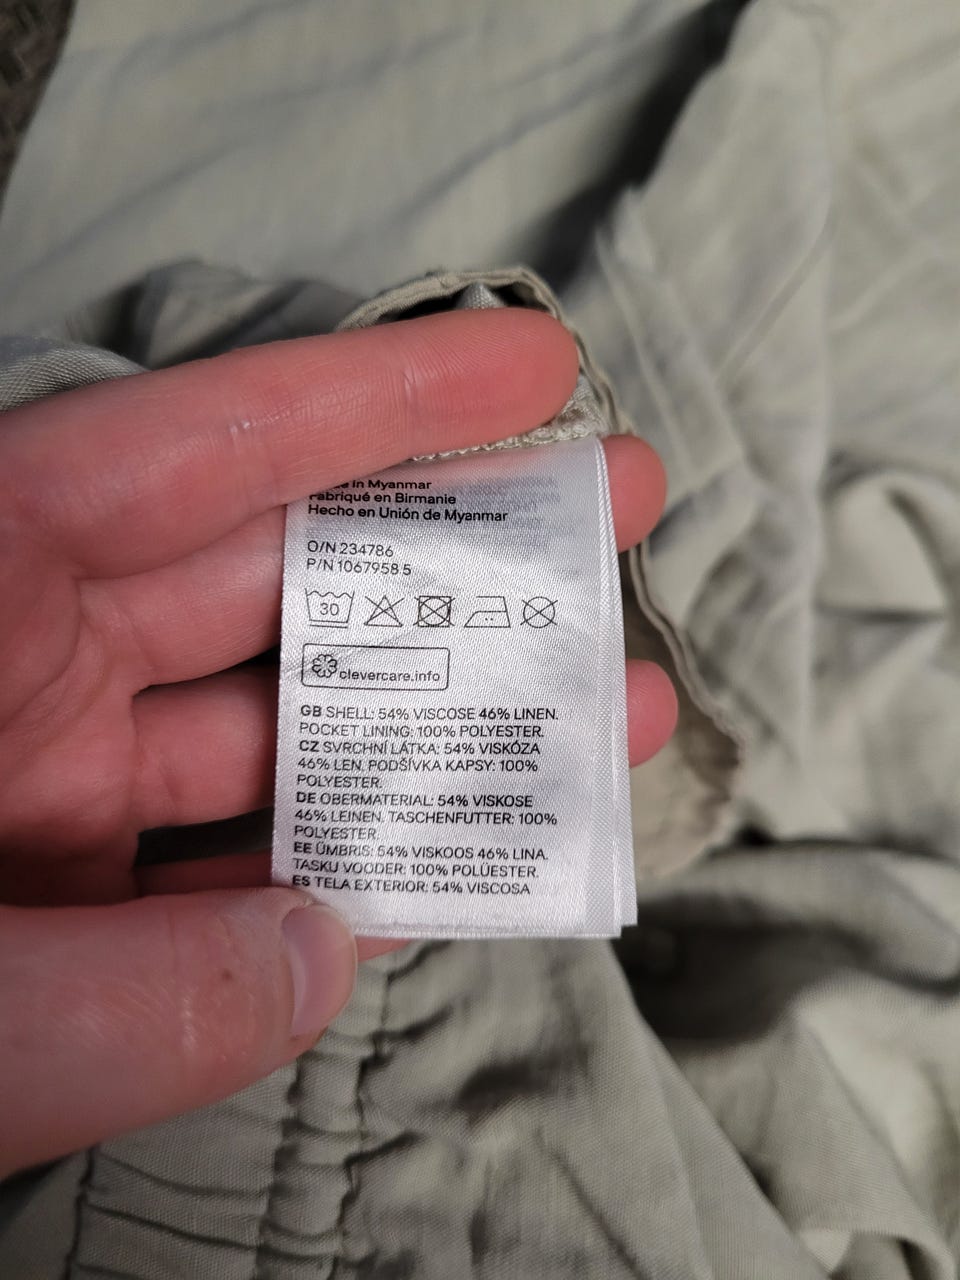 in Myanmar
Fabriqué en Birmanie
Hecho en Unión de Myanmar
O/N 234786
P/N 1067958 5
30
clevercare.info
GB SHELL: 54% VISCOSE 46% LINEN.
POCKET LINING: 100% POLYESTER.
CZ SVRCHNÍ LÁTKA: 54% VISKÓZA
46% LEN. PODŠÍVKA KAPSY: 100%
POLYESTER.
DE OBERMATERIAL: 54% VISKOSE
46% LEINEN. TASCHENFUTTER: 100%
POLYESTER.
EE ÜMBRIS: 54% VISKOOS 46% LINA.
TASKU VOODER: 100% POLÜESTER.
ES TELA EXTERIOR: 54% VISCOSA